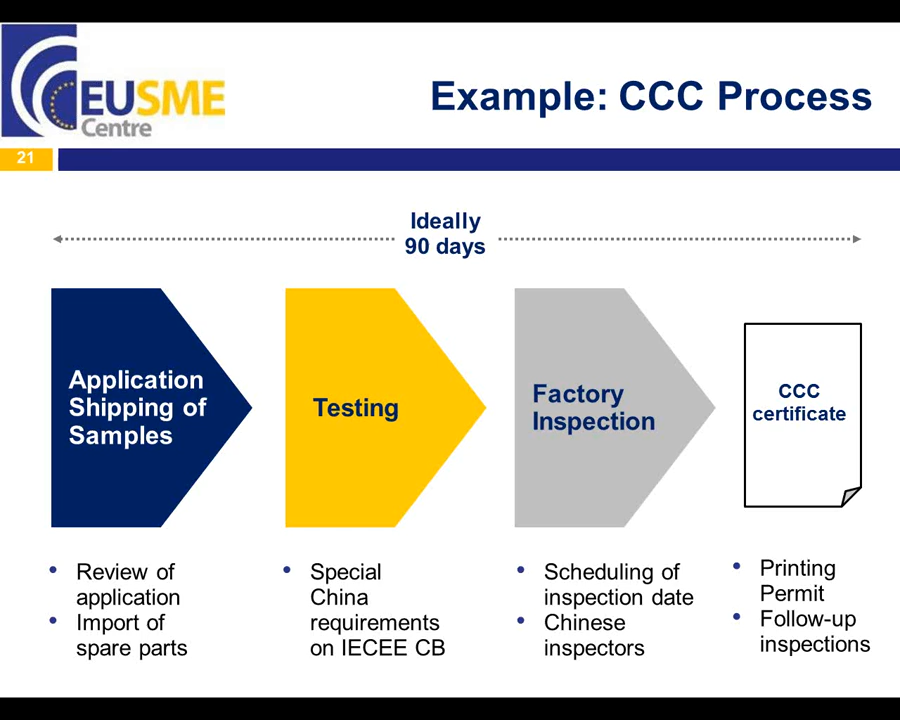 EUSME
Centre
Example: CCC Process
21
Ideally
90 days
Application
Shipping of
Samples
Testing
Factory
Inspection
CCC
certificate
• Review of
application
• Import of
spare parts
• Special
China
requirements
on IECEE CB
• Scheduling of
inspection date
• Chinese
inspectors
• Printing
Permit
• Follow-up
inspections